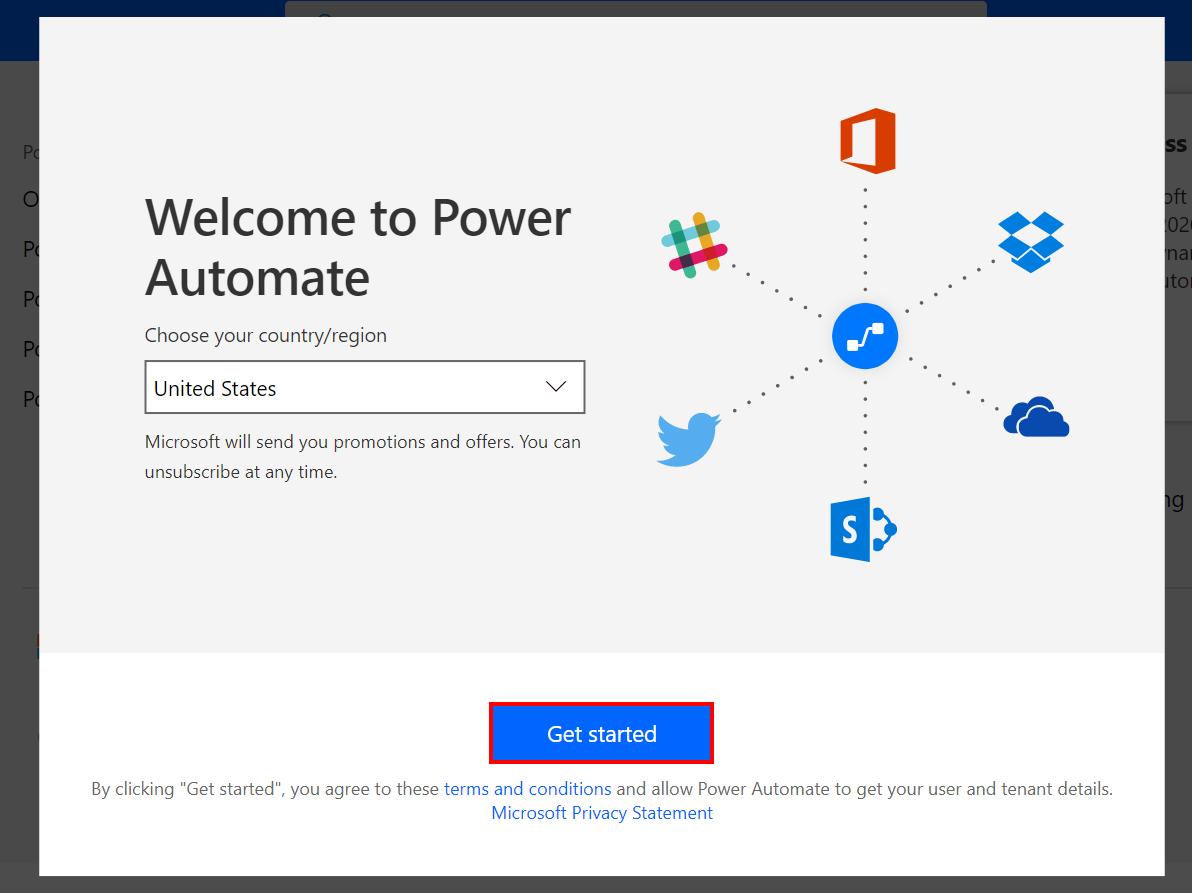 Welcome to Power
Automate
Choose your country/region
United States
Microsoft will send you promotions and offers. You can
unsubscribe at any time.
S
Get started
By clicking "Get started", you agree to these terms and conditions and allow Power Automate to get your user and tenant details.
Microsoft Privacy Statement